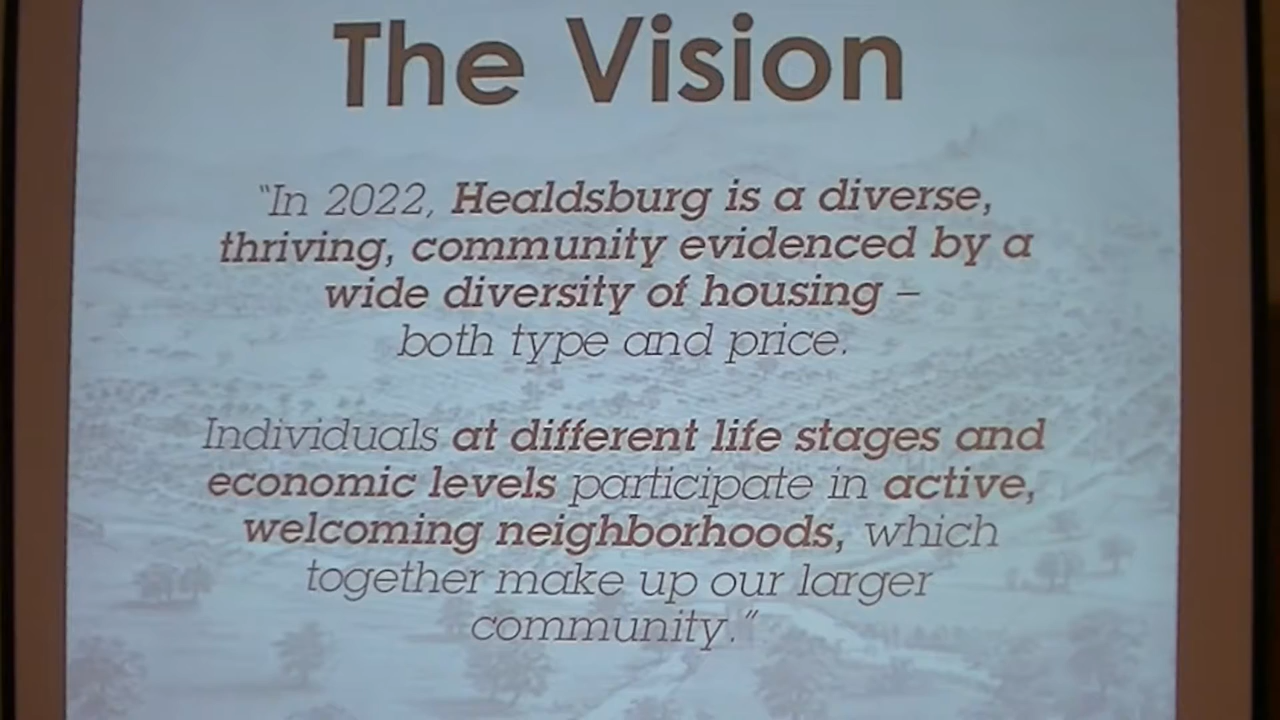 The Vision
"In 2022, Healdsburg is a diverse,
thriving, community evidenced by a
wide diversity of housing –
both type and price.
Individuals at different life stages and
economic levels participate in active,
welcoming neighborhoods, which
together make up our larger
community."